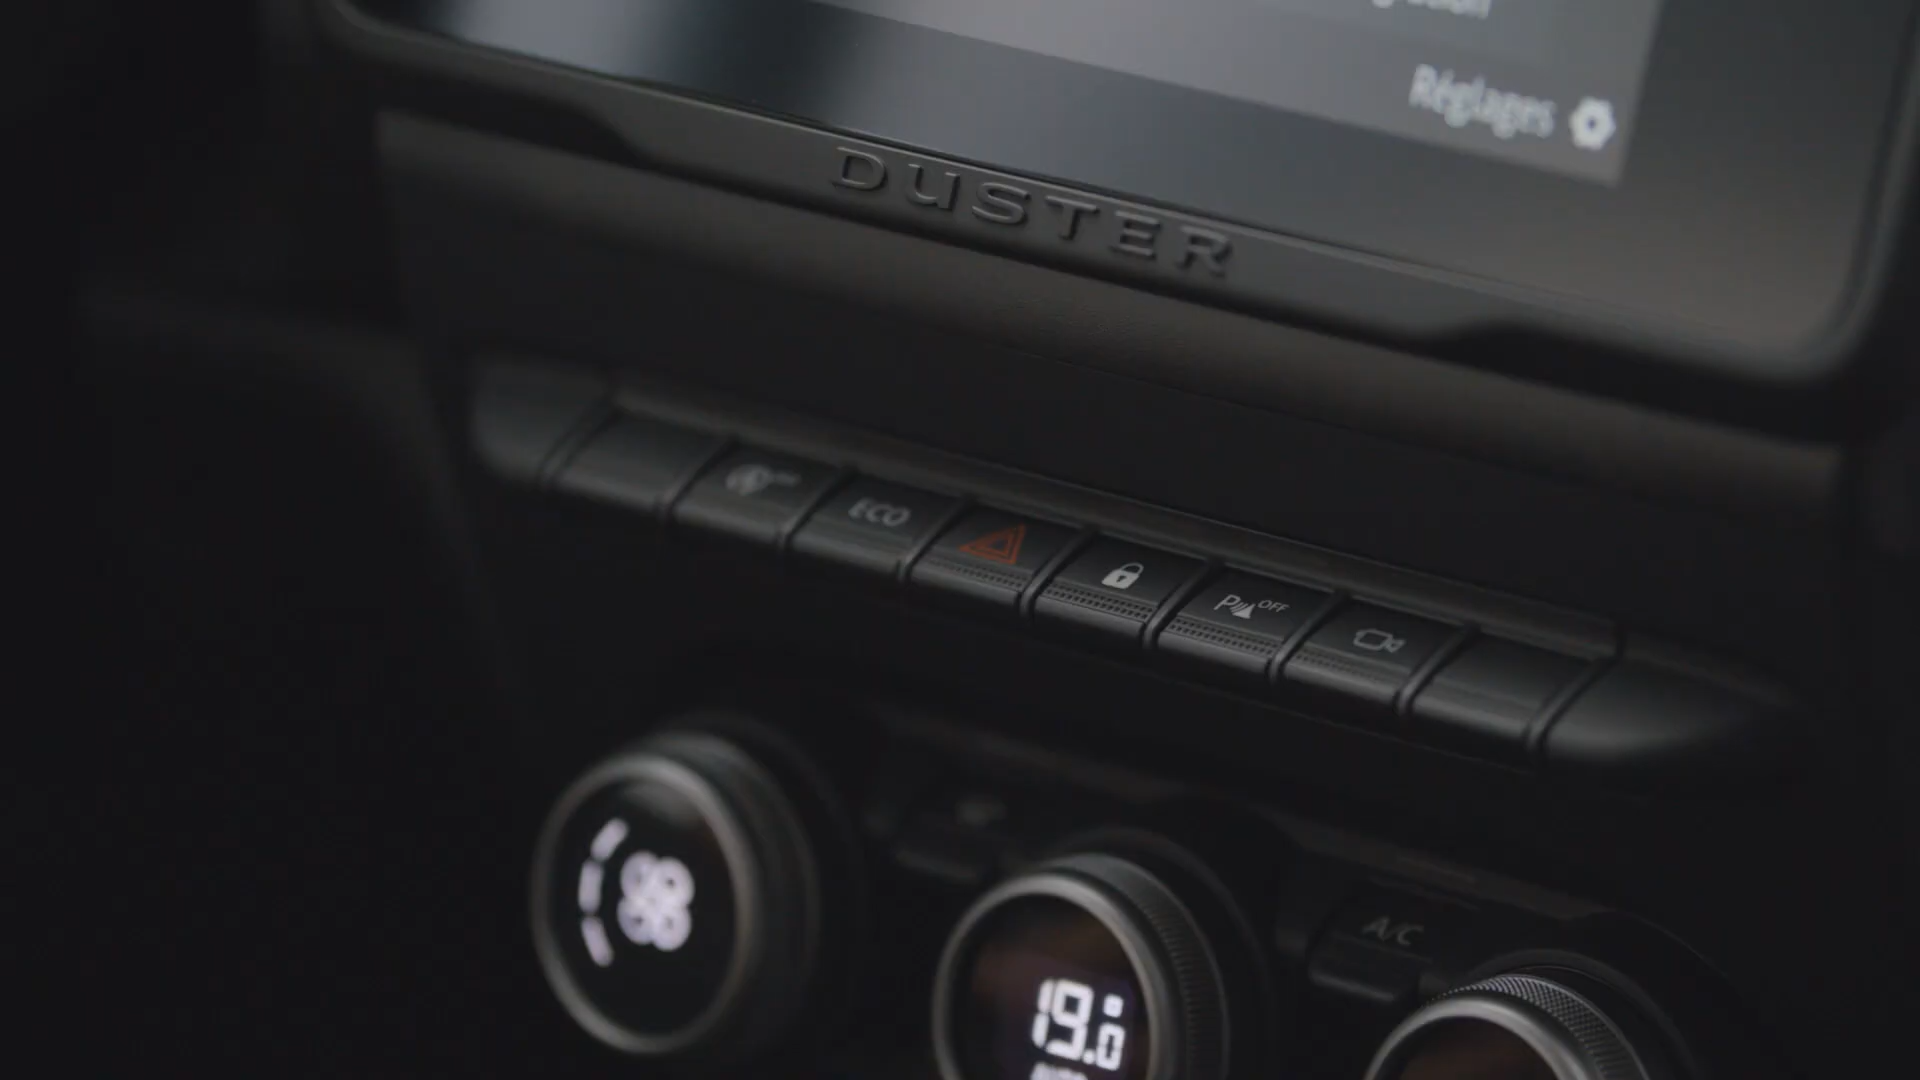 Réglages
DUSTER
ECO
P OFF
A/C
19.0